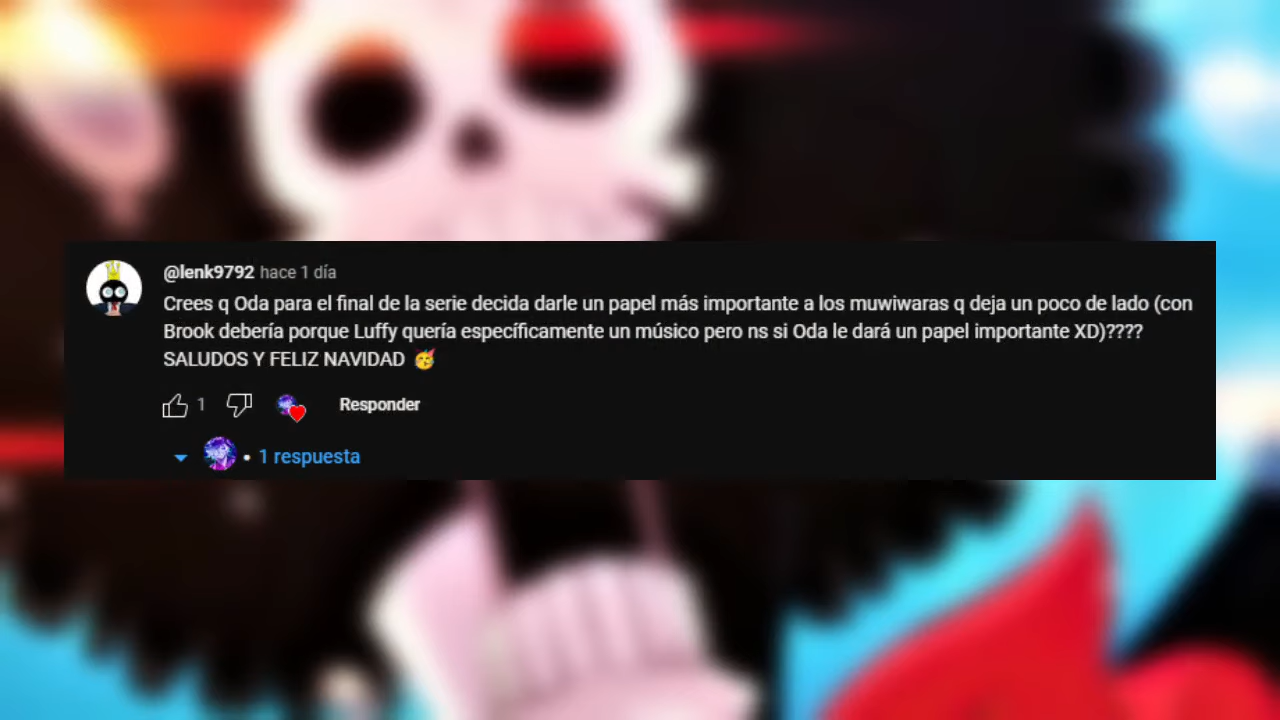 @lenk9792 hace 1 día
Crees q Oda para el final de la serie decida darle un papel más importante a los muwiwaras q deja un poco de lado (con
Brook debería porque Luffy quería específicamente un músico pero ns si Oda le dará un papel importante XD)????
SALUDOS Y FELIZ NAVIDAD 🥳
1 Responder
• 1 respuesta